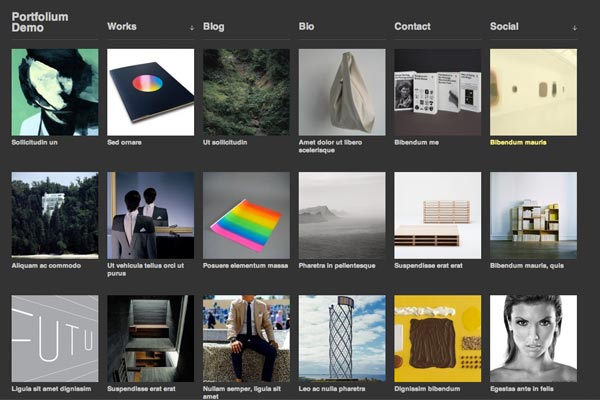 Portfolium
Demo
Works ↓
Blog
Bio
Contact
Social ↓
Sollicitudin un
Sed ornare
Ut sollicitudin
Amet dolor ut libero
scelerisque
Bibendum me
Bibendum mauris
Aliquam ac commodo
Ut vehicula tellus orci ut
purus
Posuere elementum massa
Pharetra in pellentesque
Suspendisse erat erat
Bibendum mauris, quis
FUTU
Ligula sit amet dignissim
Suspendisse erat erat
Nullam semper, ligula sit
amet
Leo ac nulla pharetra
Dignissim bibendum
Egestas ante in felis